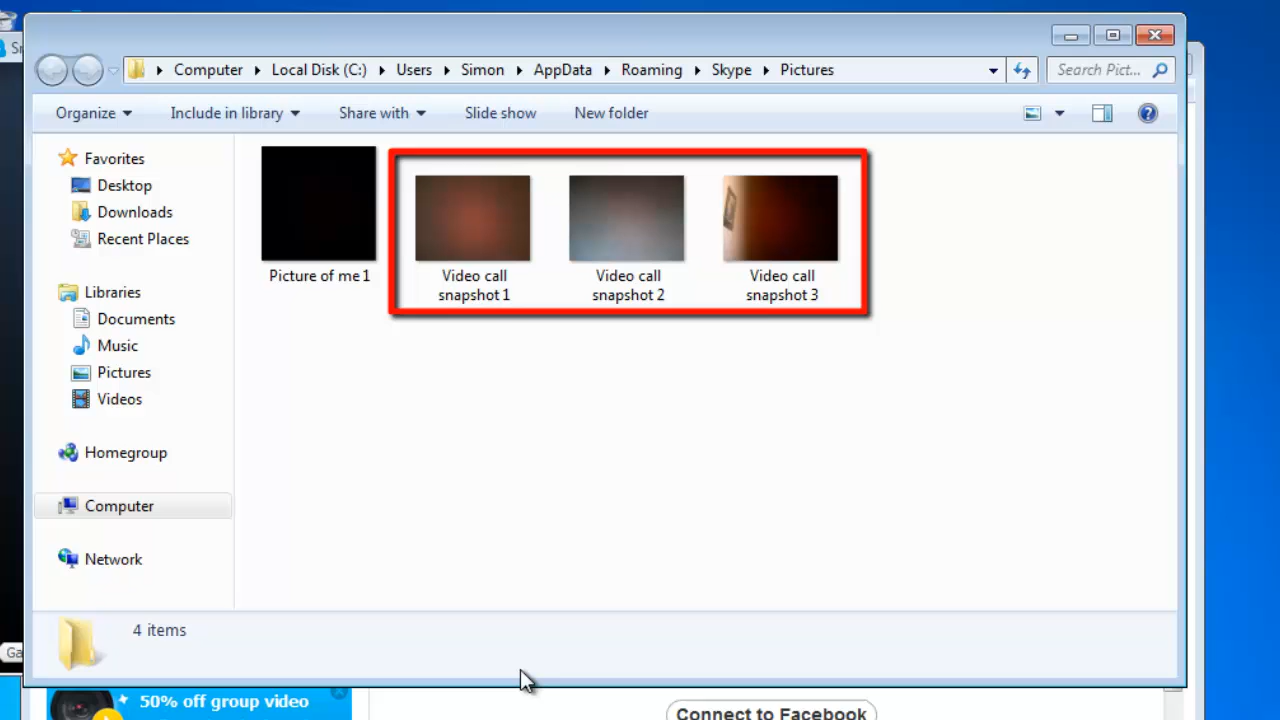 Sn
Computer Local Disk (C:) Users Simon AppData Roaming Skype Pictures
Search Pict...
Organize Include in library Share with Slide show New folder
Favorites
Desktop
Downloads
Recent Places
Libraries
Documents
Music
Pictures
Videos
Homegroup
Computer
Network
Picture of me 1
Video call
snapshot 1
Video call
snapshot 2
Video call
snapshot 3
4 items
Ga
50% off group video
Connect to Facebook